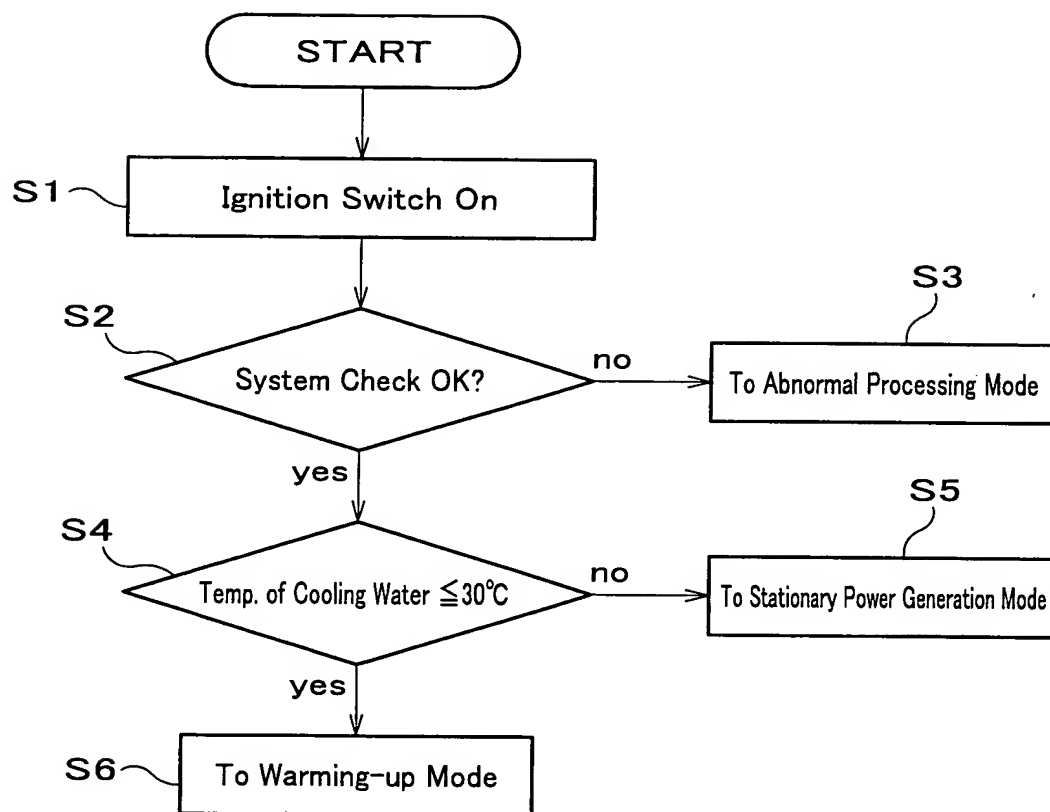 START
S1
Ignition Switch On
S2
System Check OK?
no
S3
To Abnormal Processing Mode
yes
S4
Temp. of Cooling Water ≦30℃
no
S5
To Stationary Power Generation Mode
yes
S6
To Warming-up Mode